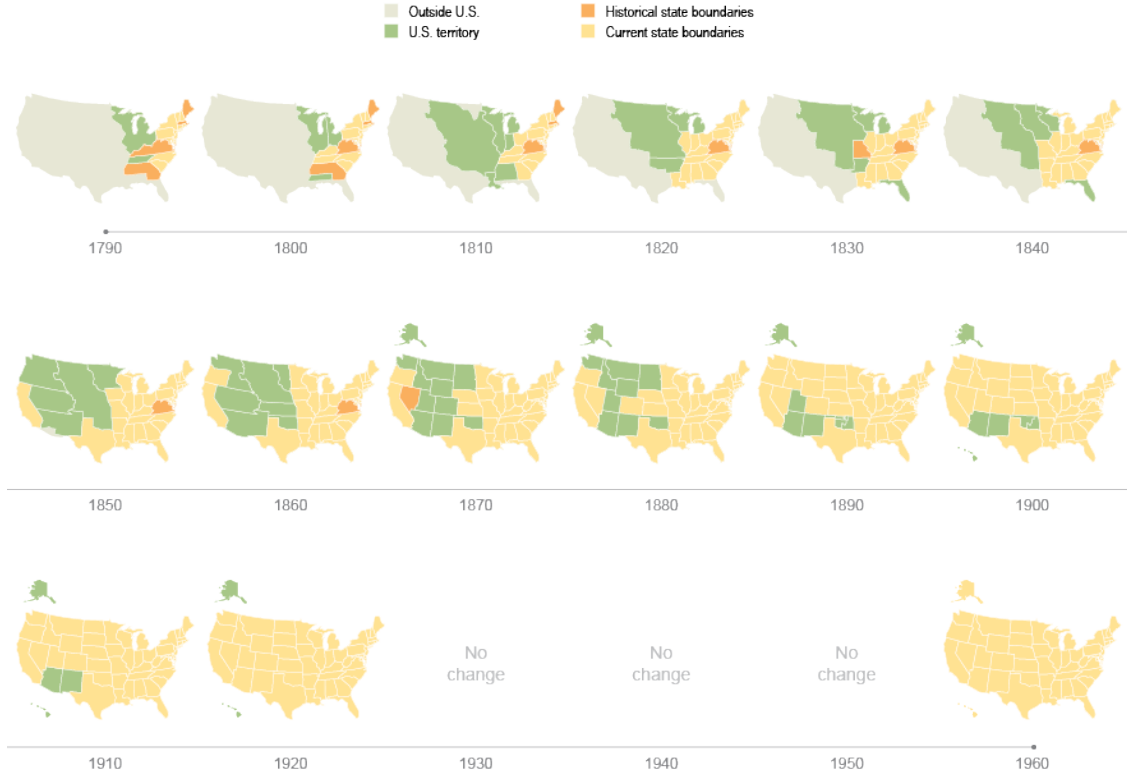 Outside U.S.
Historical state boundaries
U.S. territory
Current state boundaries
1790
1800
1810
1820
1830
1840
1850
1860
1870
1880
1890
1900
No
change
No
change
No
change
1910
1920
1930
1940
1950
1960